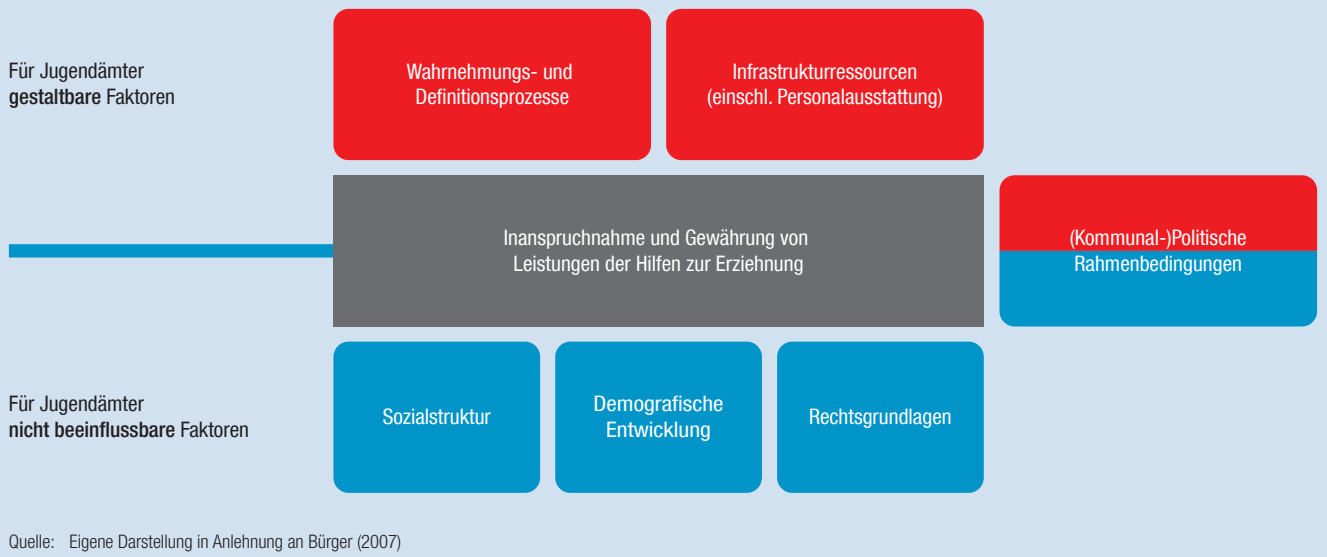 Für Jugendämter
gestaltbare Faktoren
Wahrnehmungs- und
Definitionsprozesse
Infrastrukturressourcen
(einschl. Personalausstattung)
Inanspruchnahme und Gewährung von
Leistungen der Hilfen zur Erziehnung
(Kommunal-)Politische
Rahmenbedingungen
Für Jugendämter
nicht beeinflussbare Faktoren
Sozialstruktur
Demografische
Entwicklung
Rechtsgrundlagen
Quelle: Eigene Darstellung in Anlehnung an Bürger (2007)